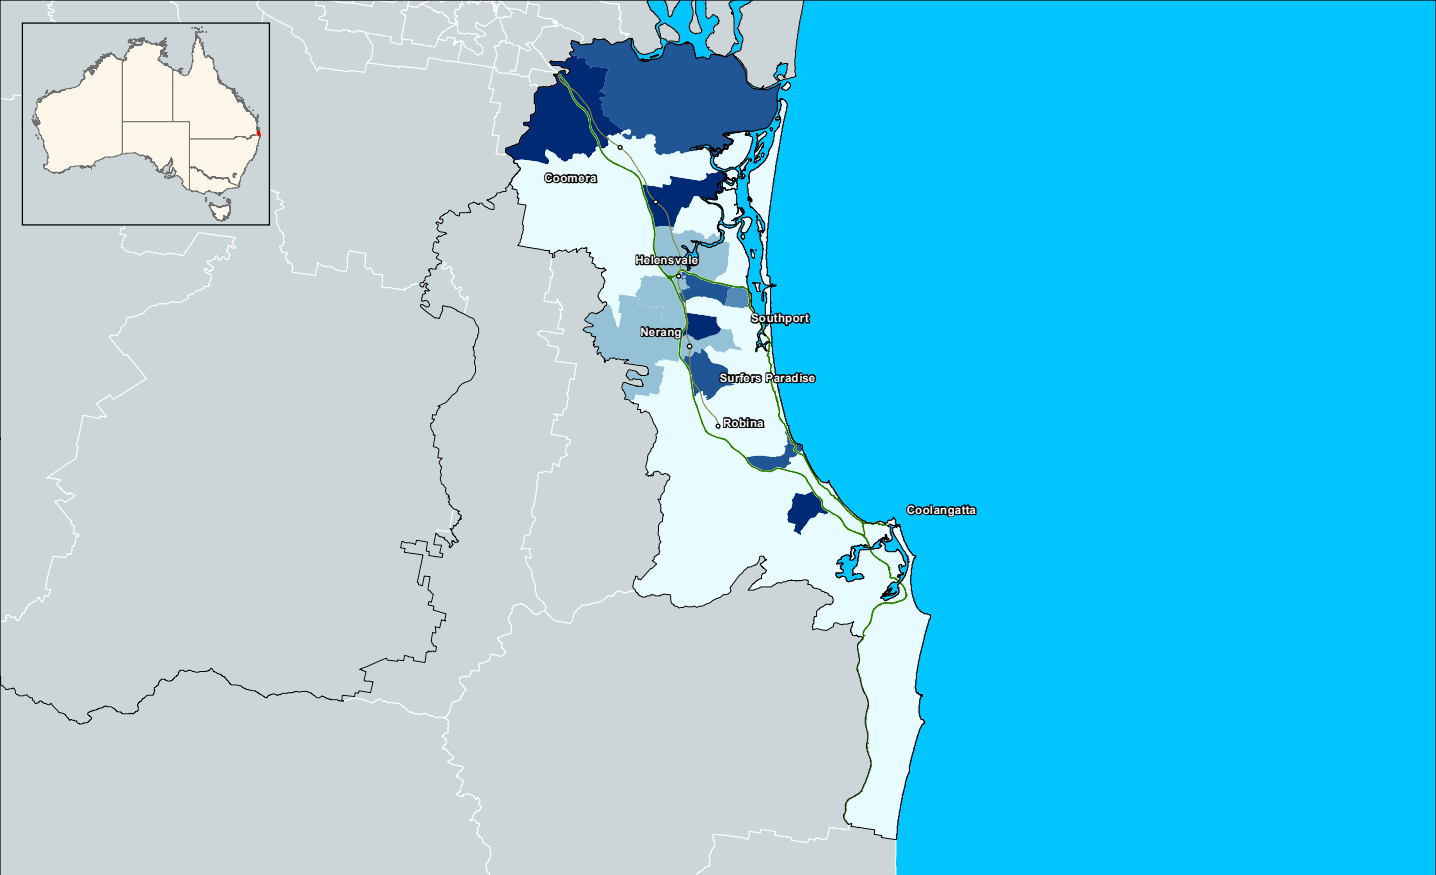 Coomera
Helensvale
Southport
Nerang
Surfers Paradise
Robina
Coolangatta